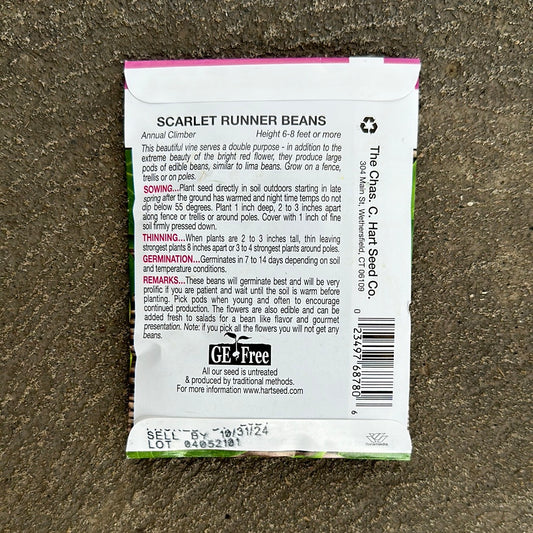 SCARLET RUNNER BEANS
Annual Climber Height 6-8 feet or more
This beautiful vine serves a double purpose - in addition to the
extreme beauty of the bright red flower, they produce large
pods of edible beans, similar to lima beans. Grow on a fence,
trellis or on poles.
SOWING...Plant seed directly in soil outdoors starting in late
spring after the ground has warmed and night time temps do not
dip below 55 degrees. Plant 1 inch deep, 2 to 3 inches apart
along fence or trellis or around poles. Cover with 1 inch of fine
soil firmly pressed down.
THINNING...When plants are 2 to 3 inches tall, thin leaving
strongest plants 8 inches apart or 3 to 4 strongest plants around poles.
GERMINATION...Germinates in 7 to 14 days depending on soil
and temperature conditions.
REMARKS...These beans will germinate best and will be very
prolific if you are patient and wait until the soil is warm before
planting. Pick pods when young and often to encourage
continued production. The flowers are also edible and can be
added fresh to salads for a bean like flavor and gourmet
presentation. Note: if you pick all the flowers you will not get any
beans.
GE-Free
All our seed is untreated
& produced by traditional methods.
For more information www.hartseed.com
SELL BY 10/31/24
LOT 04052101
The Chas. C. Hart Seed Co.
304 Main St, Wethersfield, CT 06109
0 23497 68780 6